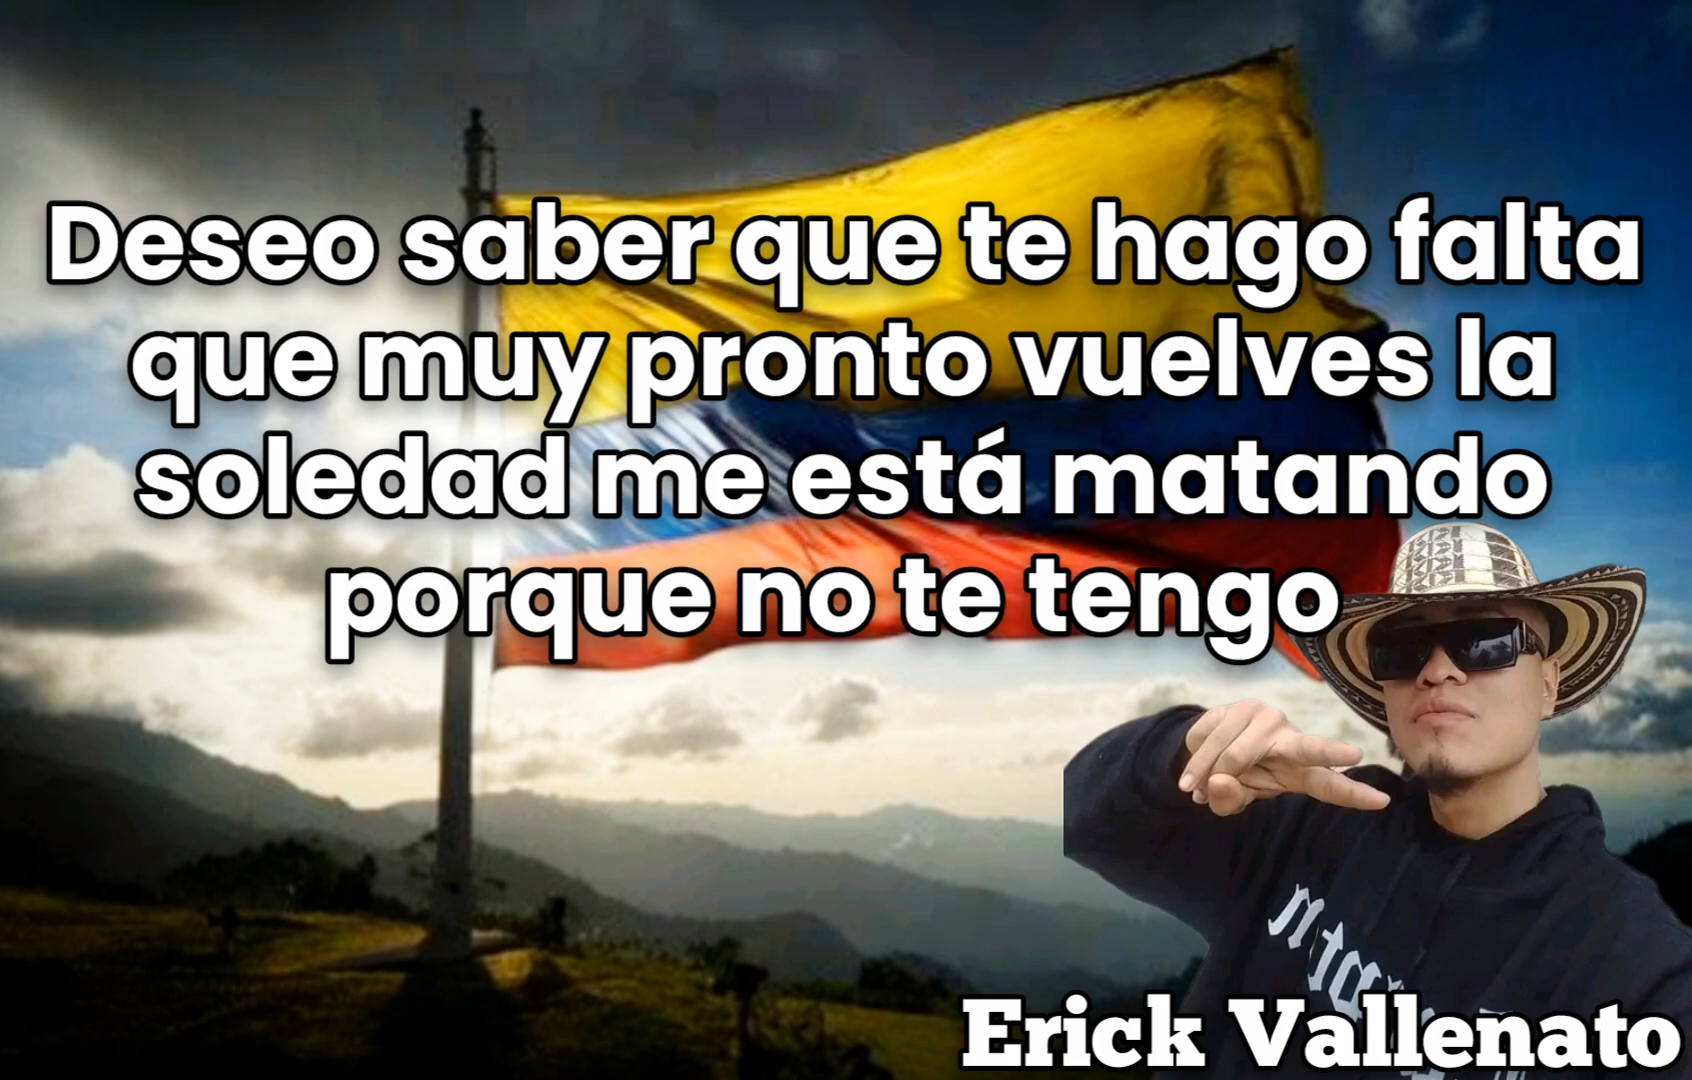 Deseo saber que te hago falta
que muy pronto vuelves la
soledad me está matando
porque no te tengo
Erick Vallenato